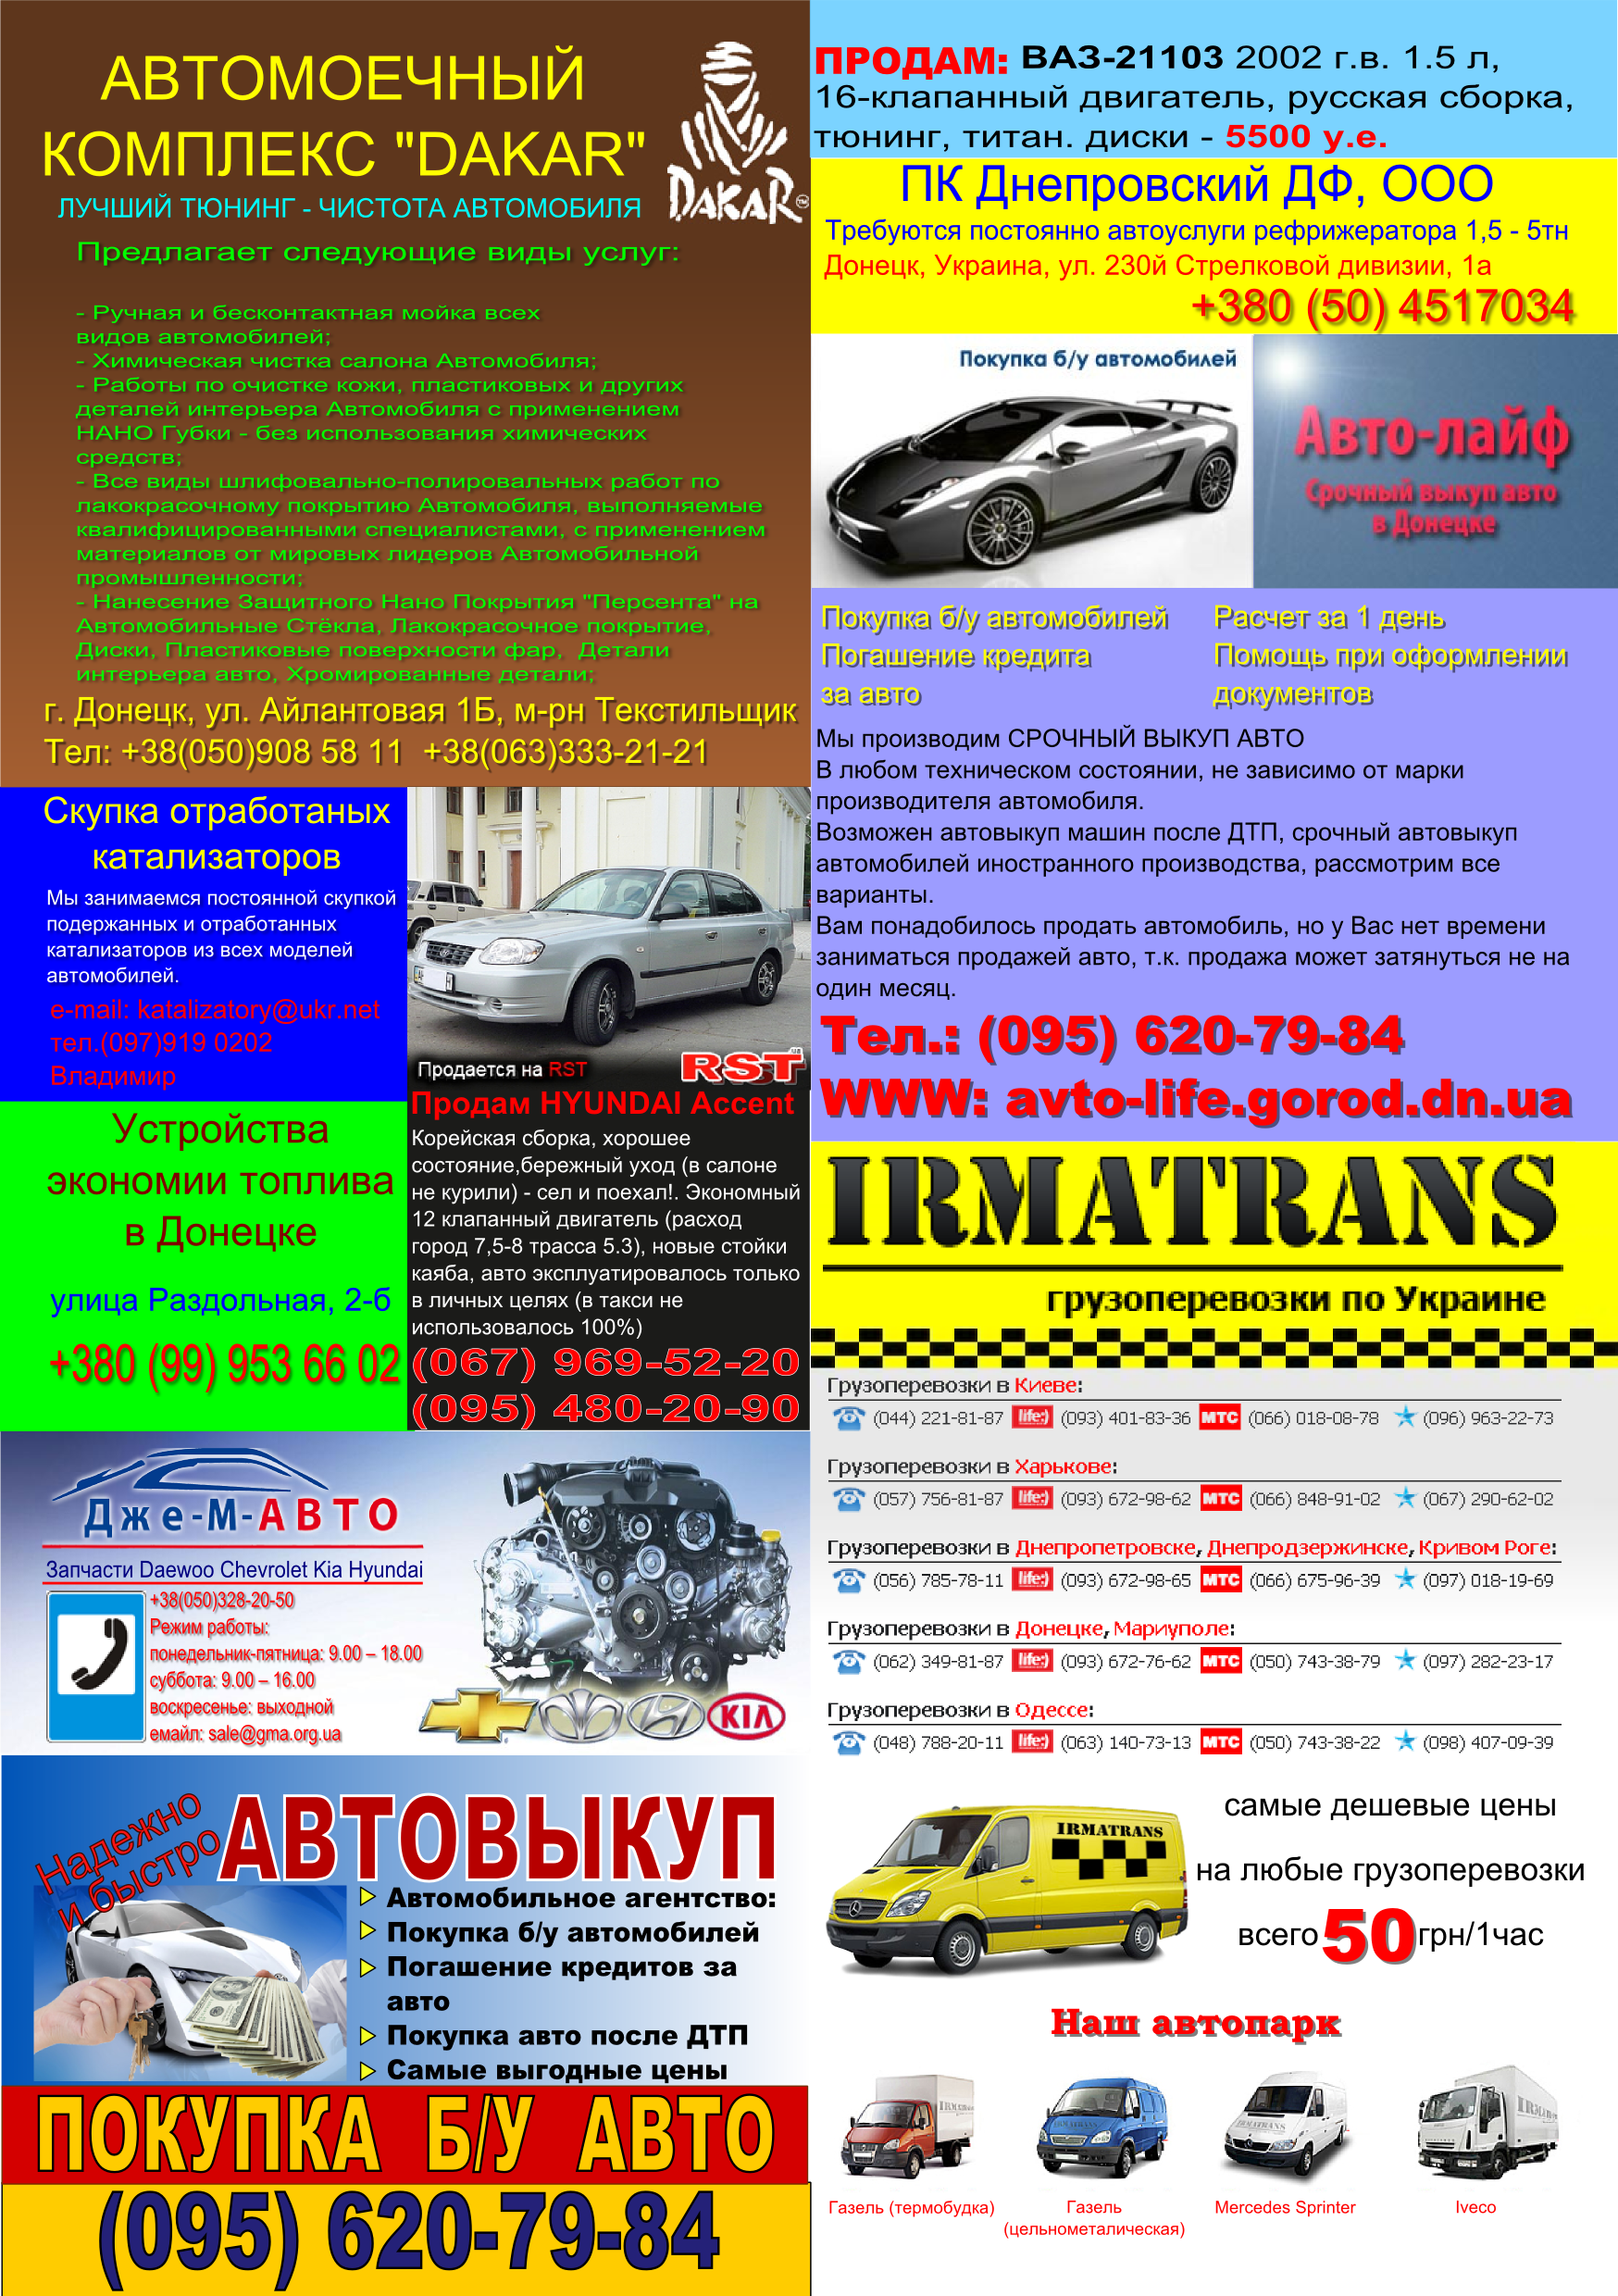 АВТОМОЕЧНЫЙ
КОМПЛЕКС "DAKAR"
DAKAR™
ЛУЧШИЙ ТЮНИНГ - ЧИСТОТА АВТОМОБИЛЯ
Предлагает следующие виды услуг:
- Ручная и бесконтактная мойка всех
видов автомобилей;
- Химическая чистка салона Автомобиля;
- Работы по очистке кожи, пластиковых и других
деталей интерьера Автомобиля с применением
НАНО Губки - без использования химических
средств;
- Все виды шлифовально-полировальных работ по
лакокрасочному покрытию Автомобиля, выполняемые
квалифицированными специалистами, с применением
материалов от мировых лидеров Автомобильной
промышленности;
- Нанесение Защитного Нано Покрытия "Персента" на
Автомобильные Стёкла, Лакокрасочное покрытие,
Диски, Пластиковые поверхности фар, Детали
интерьера авто, Хромированные детали;
г. Донецк, ул. Айлантовая 1Б, м-рн Текстильщик
Тел: +38(050)908 58 11 +38(063)333-21-21
Скупка отработаных
катализаторов
Мы занимаемся постоянной скупкой
подержанных и отработанных
катализаторов из всех моделей
автомобилей.
e-mail: katalizatory@ukr.net
тел.(097)919 0202
Владимир
Устройства
экономии топлива
в Донецке
улица Раздольная, 2-б
+380 (99) 953 66 02
Продается на RST
RST
Продам HYUNDAI Accent
Корейская сборка, хорошее
состояние,бережный уход (в салоне
не курили) - сел и поехал!. Экономный
12 клапанный двигатель (расход
город 7,5-8 трасса 5.3), новые стойки
каяба, авто эксплуатировалось только
в личных целях (в такси не
использовалось 100%)
(067) 969-52-20
(095) 480-20-90
Дже-М-АВТО
Запчасти Daewoo Chevrolet Kia Hyundai
+38(050)328-20-50
Режим работы:
понедельник-пятница: 9.00 – 18.00
суббота: 9.00 – 16.00
воскресенье: выходной
емайл: sale@gma.org.ua
KIA
Надежно
и быстро
АВТОВЫКУП
Автомобильное агентство:
Покупка б/у автомобилей
Погашение кредитов за
авто
Покупка авто после ДТП
Самые выгодные цены
ПОКУПКА Б/У АВТО
(095) 620-79-84
ПРОДАМ: ВАЗ-21103 2002 г.в. 1.5 л,
16-клапанный двигатель, русская сборка,
тюнинг, титан. диски - 5500 у.е.
ПК Днепровский ДФ, ООО
Требуются постоянно автоуслуги рефрижератора 1,5 - 5тн
Донецк, Украина, ул. 230й Стрелковой дивизии, 1а
+380 (50) 4517034
Покупка б/у автомобилей
Авто-лайф
Срочный выкуп авто
в Донецке
Покупка б/у автомобилей
Погашение кредита
за авто
Расчет за 1 день
Помощь при оформлении
документов
Мы производим СРОЧНЫЙ ВЫКУП АВТО
В любом техническом состоянии, не зависимо от марки
производителя автомобиля.
Возможен автовыкуп машин после ДТП, срочный автовыкуп
автомобилей иностранного производства, рассмотрим все
варианты.
Вам понадобилось продать автомобиль, но у Вас нет времени
заниматься продажей авто, т.к. продажа может затянуться не на
один месяц.
Тел.: (095) 620-79-84
WWW: avto-life.gorod.dn.ua
IRMATRANS
грузоперевозки по Украине
Грузоперевозки в Киеве:
(044) 221-81-87 life:) (093) 401-83-36 МТС (066) 018-08-78 (096) 963-22-73
Грузоперевозки в Харькове:
(057) 756-81-87 life:) (093) 672-98-62 МТС (066) 848-91-02 (067) 290-62-02
Грузоперевозки в Днепропетровске, Днепродзержинске, Кривом Роге:
(056) 785-78-11 life:) (093) 672-98-65 МТС (066) 675-96-39 (097) 018-19-69
Грузоперевозки в Донецке, Мариуполе:
(062) 349-81-87 life:) (093) 672-76-62 МТС (050) 743-38-79 (097) 282-23-17
Грузоперевозки в Одессе:
(048) 788-20-11 life:) (063) 140-73-13 МТС (050) 743-38-22 (098) 407-09-39
IRMATRANS
самые дешевые цены
на любые грузоперевозки
всего 50 грн/1час
Наш автопарк
IRMATRANS
IRMATRANS
Газель (термобудка)
Газель
(цельнометалическая)
Mercedes Sprinter
Iveco